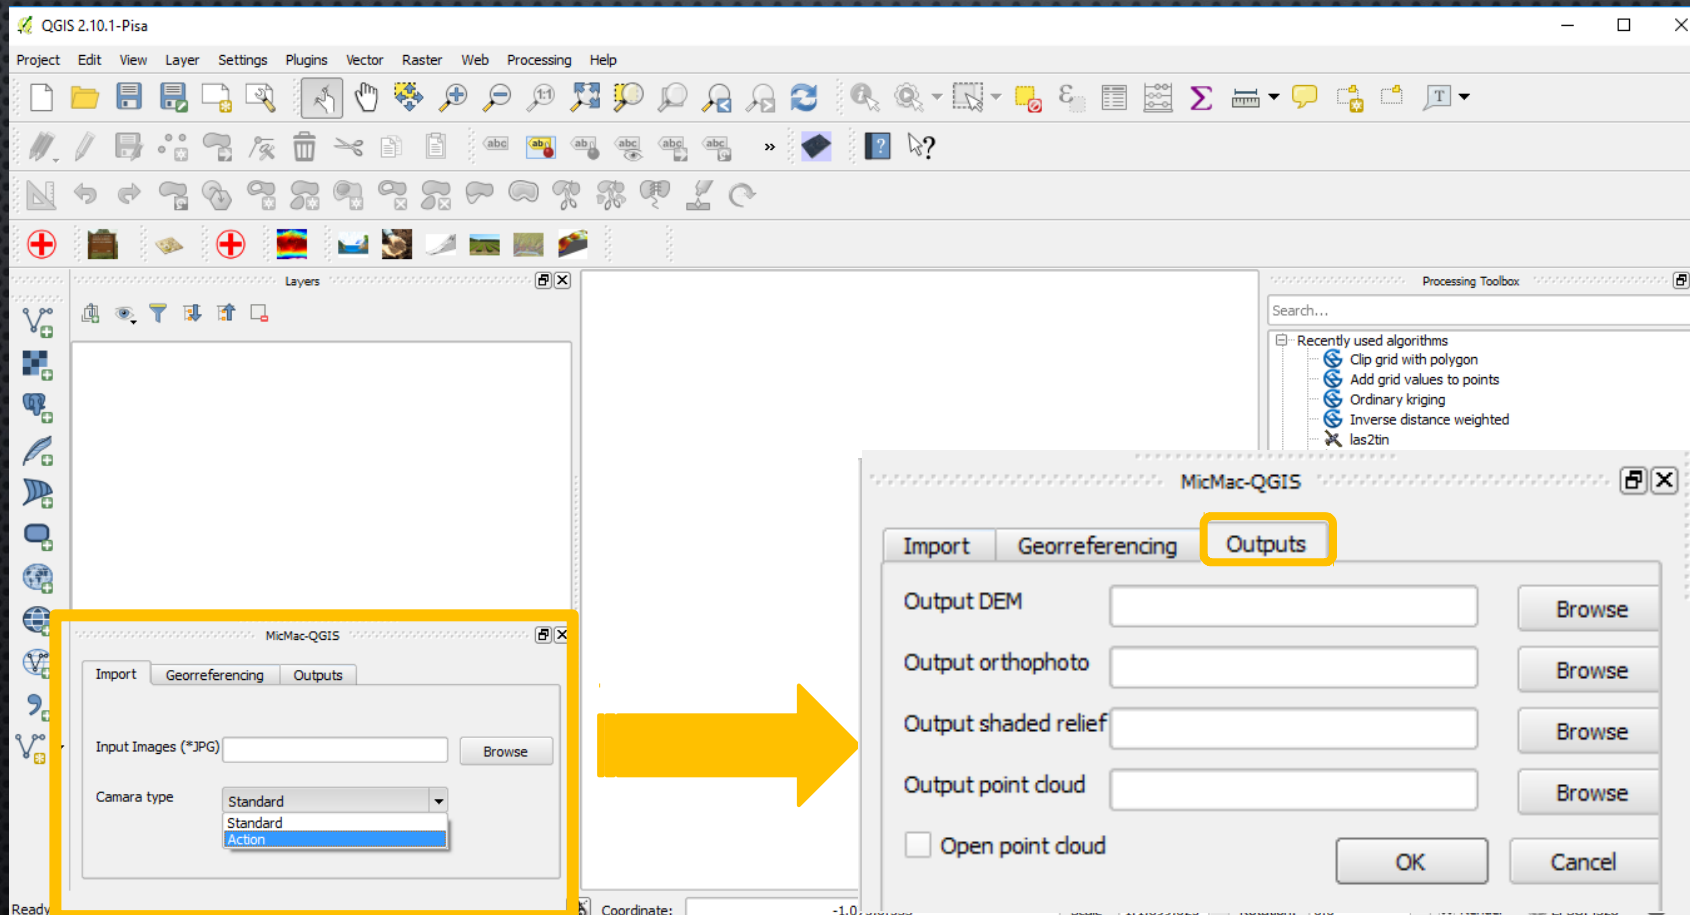 QGIS 2.10.1-Pisa
Project Edit View Layer Settings Plugins Vector Raster Web Processing Help
Layers
Processing Toolbox
Search...
Recently used algorithms
Clip grid with polygon
Add grid values to points
Ordinary kriging
Inverse distance weighted
las2tin
MicMac-QGIS
Import Georreferencing Outputs
Input Images (*JPG) Browse
Camara type Standard
Standard
Action
MicMac-QGIS
Import Georreferencing Outputs
Output DEM Browse
Output orthophoto Browse
Output shaded relief Browse
Output point cloud Browse
Open point cloud OK Cancel
Ready Coordinate: